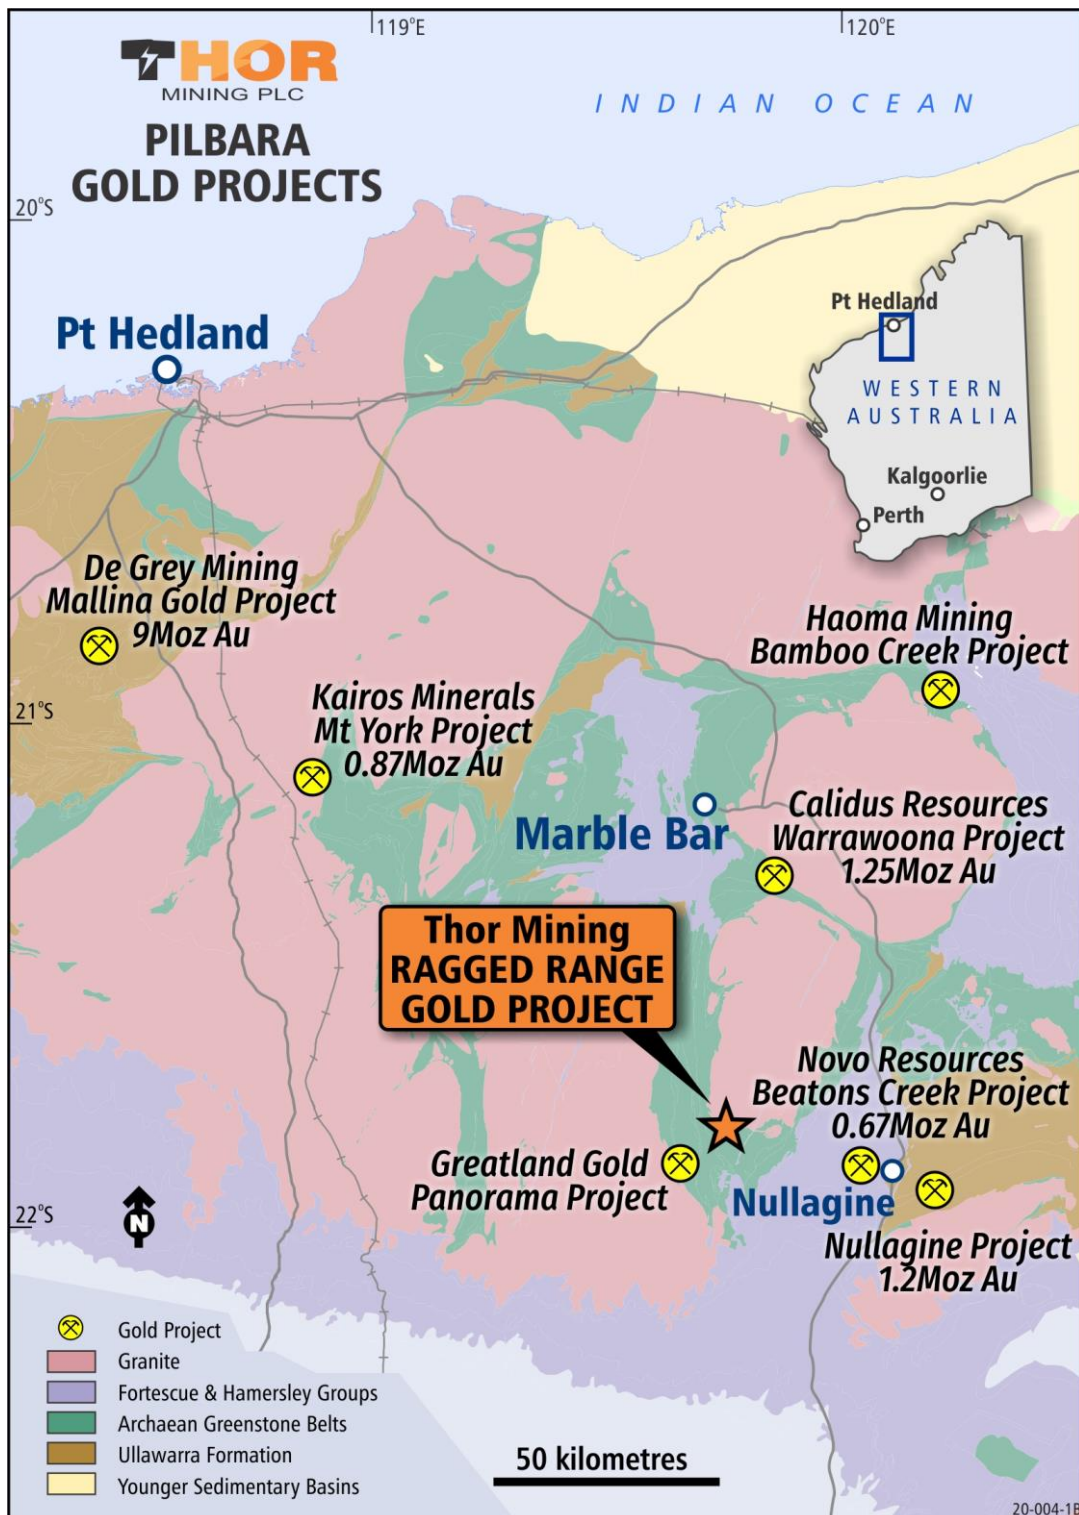 119°E
120°E
THOR
MINING PLC
PILBARA
GOLD PROJECTS
INDIAN OCEAN
20°S
Pt Hedland
Pt Hedland
WESTERN
AUSTRALIA
Kalgoorlie
Perth
De Grey Mining
Mallina Gold Project
9Moz Au
Haoma Mining
Bamboo Creek Project
Kairos Minerals
Mt York Project
0.87Moz Au
21°S
Marble Bar
Calidus Resources
Warrawoona Project
1.25Moz Au
Thor Mining
RAGGED RANGE
GOLD PROJECT
Novo Resources
Beatons Creek Project
0.67Moz Au
Greatland Gold
Panorama Project
Nullagine
22°S
N
Nullagine Project
1.2Moz Au
Gold Project
Granite
Fortescue & Hamersley Groups
Archaean Greenstone Belts
Ullawarra Formation
Younger Sedimentary Basins
50 kilometres
20-004-1B